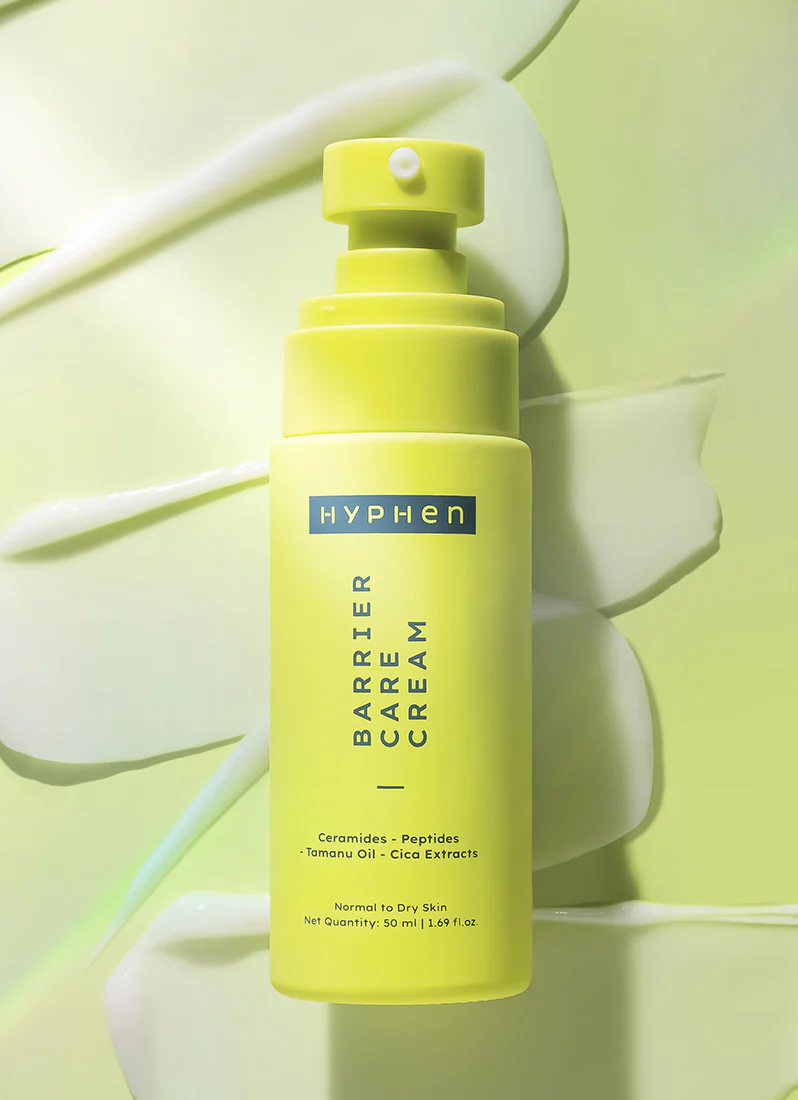 HYPHEN
BARRIER
CARE
CREAM
Ceramides - Peptides
- Tamanu Oil - Cica Extracts
Normal to Dry Skin
Net Quantity: 50 ml | 1.69 fl.oz.